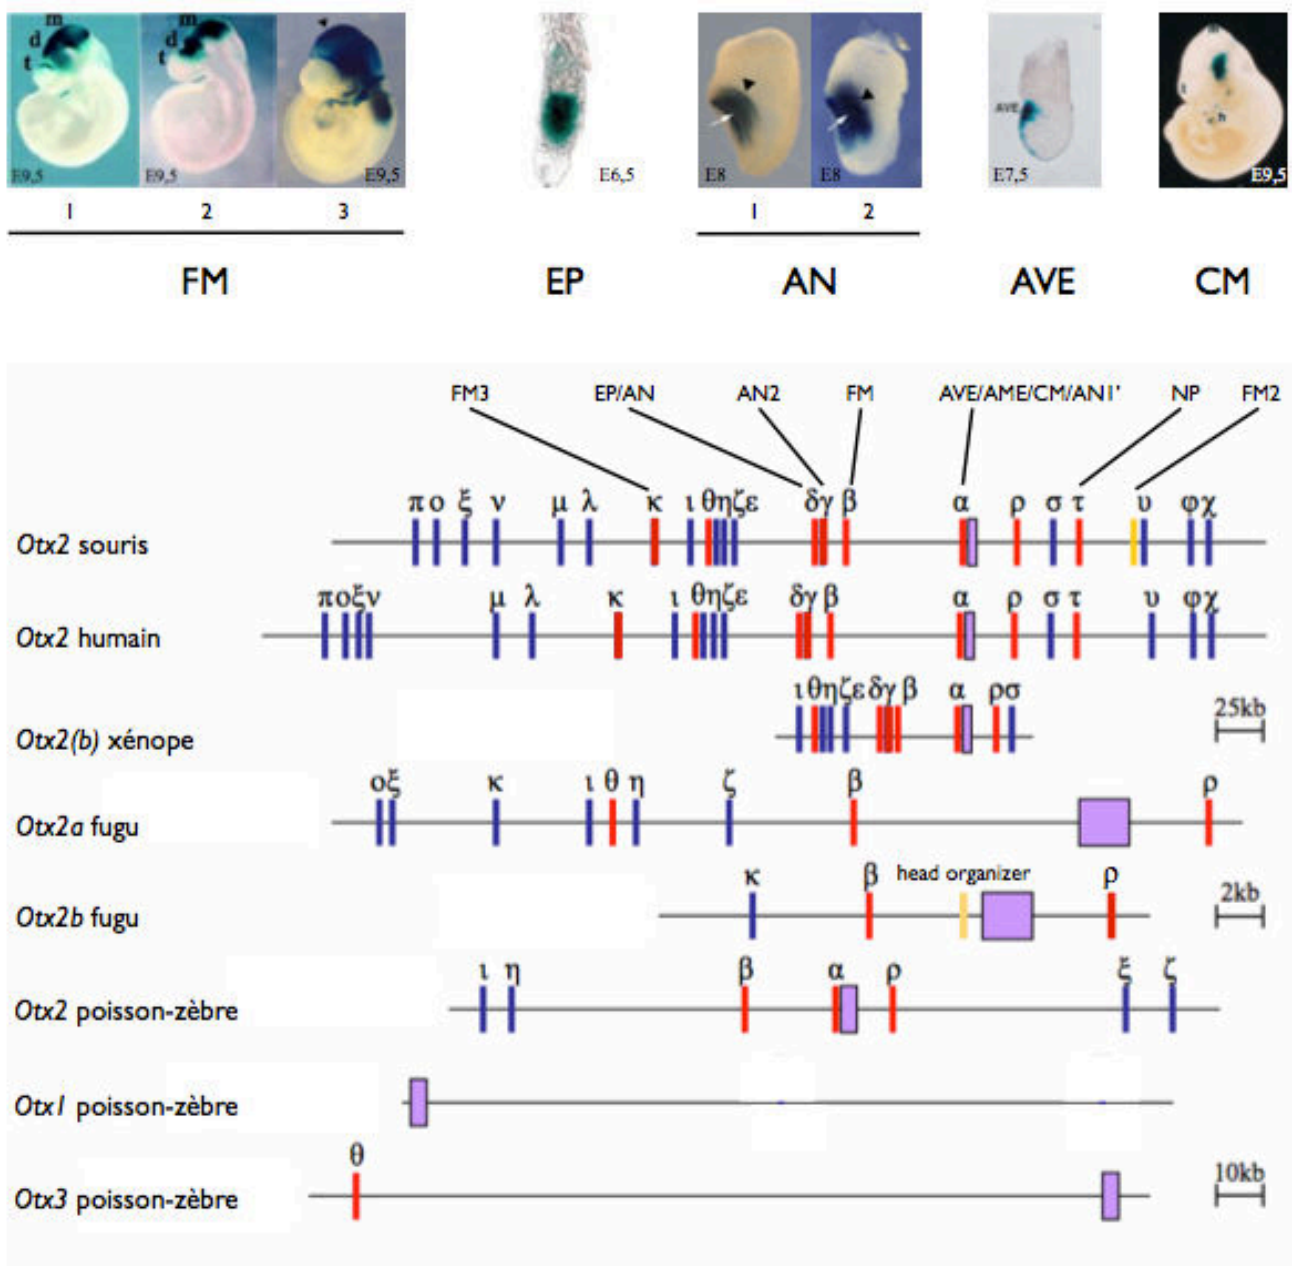 m
d
t
E9,5
m
d
t
E9,5
E9,5
E6,5
E8
E8
AVE
E7,5
t
h
E9,5
1 2 3
1 2
FM EP AN AVE CM
FM3 EP/AN AN2 FM AVE/AME/CM/AN1' NP FM2
π ο ξ ν μ λ κ ι θηζε δγ β α ρ σ τ υ φχ
Otx2 souris
ποξν μ λ κ ι θηζε δγ β α ρ σ τ υ φχ
Otx2 humain
ιθηζεδγ β α ρσ
Otx2(b) xénope
25kb
οξ κ ι θ η ζ β ρ
Otx2a fugu
κ β head organizer ρ
Otx2b fugu
2kb
ι η β α ρ ξ ζ
Otx2 poisson-zèbre
Otx1 poisson-zèbre
θ
Otx3 poisson-zèbre
10kb